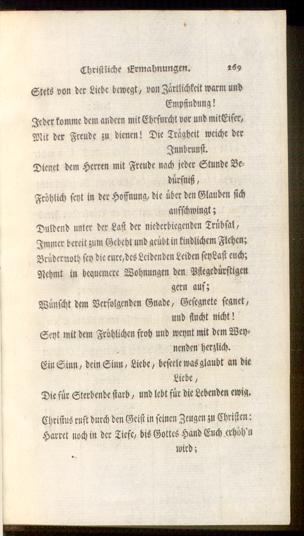 Christliche Ermahnungen. 269
Stets von der Liebe bewegt, von Zärtlichkeit warm und
Empfindung!
Jeder komme dem andern mit Ehrfurcht vor und mit Eifer,
Mit der Freude zu dienen! Die Trägheit weiche der
Innbrunst.
Dienet dem Herren mit Freude nach jeder Stunde Be-
dürfniß,
Fröhlich seyt in der Hoffnung, die über den Glauben sich
aufschwingt;
Duldend unter der Last der niederbiegenden Trübsal,
Immer bereit zum Gebeht und geübt in kindlichem Flehen;
Brüdernoth sey die eure, des Leidenden Leiden sey Last euch;
Nehmt in bequemere Wohnungen den Pflegedürftigen
gern auf;
Wünscht dem Verfolgenden Gnade, Gesegnete segnet,
und flucht nicht!
Seyt mit dem Fröhlichen froh und weynt mit dem Wey-
nenden herzlich.
Ein Sinn, dein Sinn, Liebe, beseele was glaubt an die
Liebe,
Die für Sterbende starb, und lebt für die Lebenden ewig.
Christus ruft durch den Geist in seinen Zeugen zu Christen:
Harret noch in der Tiefe, bis Gottes Hand Euch erhöh'n
wird;